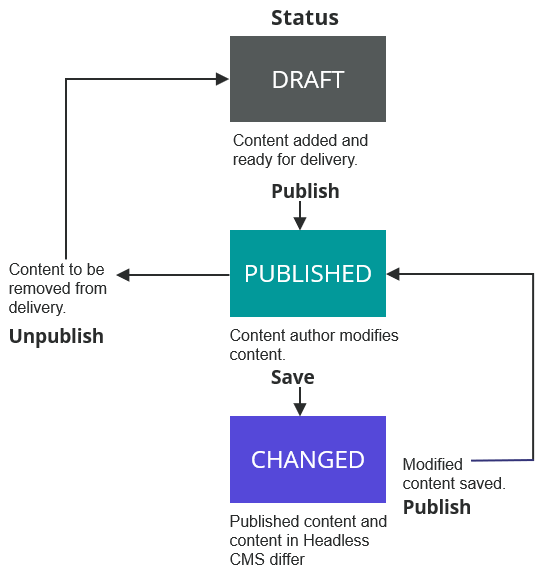 Status
DRAFT
Content added and
ready for delivery.
Publish
PUBLISHED
Content to be
removed from
delivery.
Unpublish
Content author modifies
content.
Save
CHANGED
Modified
content saved.
Publish
Published content and
content in Headless
CMS differ